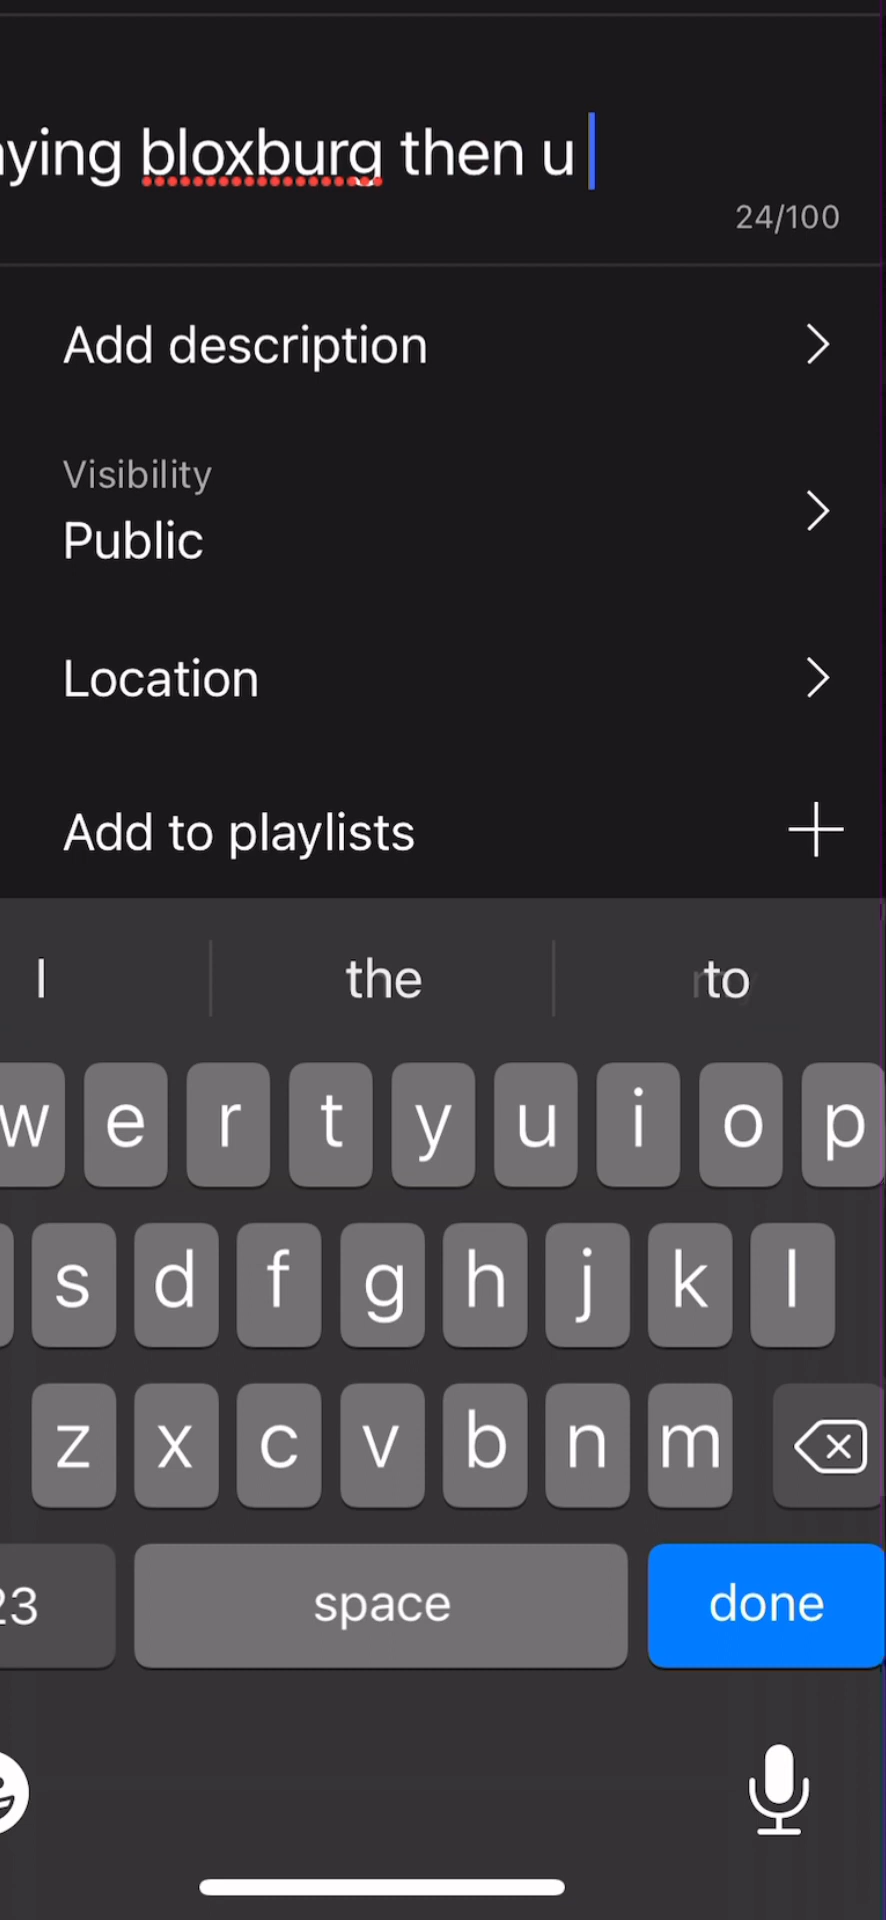 ying bloxburg then u
24/100
Add description
Visibility
Public
Location
Add to playlists
I the to
w e r t y u i o p
s d f g h j k l
z x c v b n m
23 space done